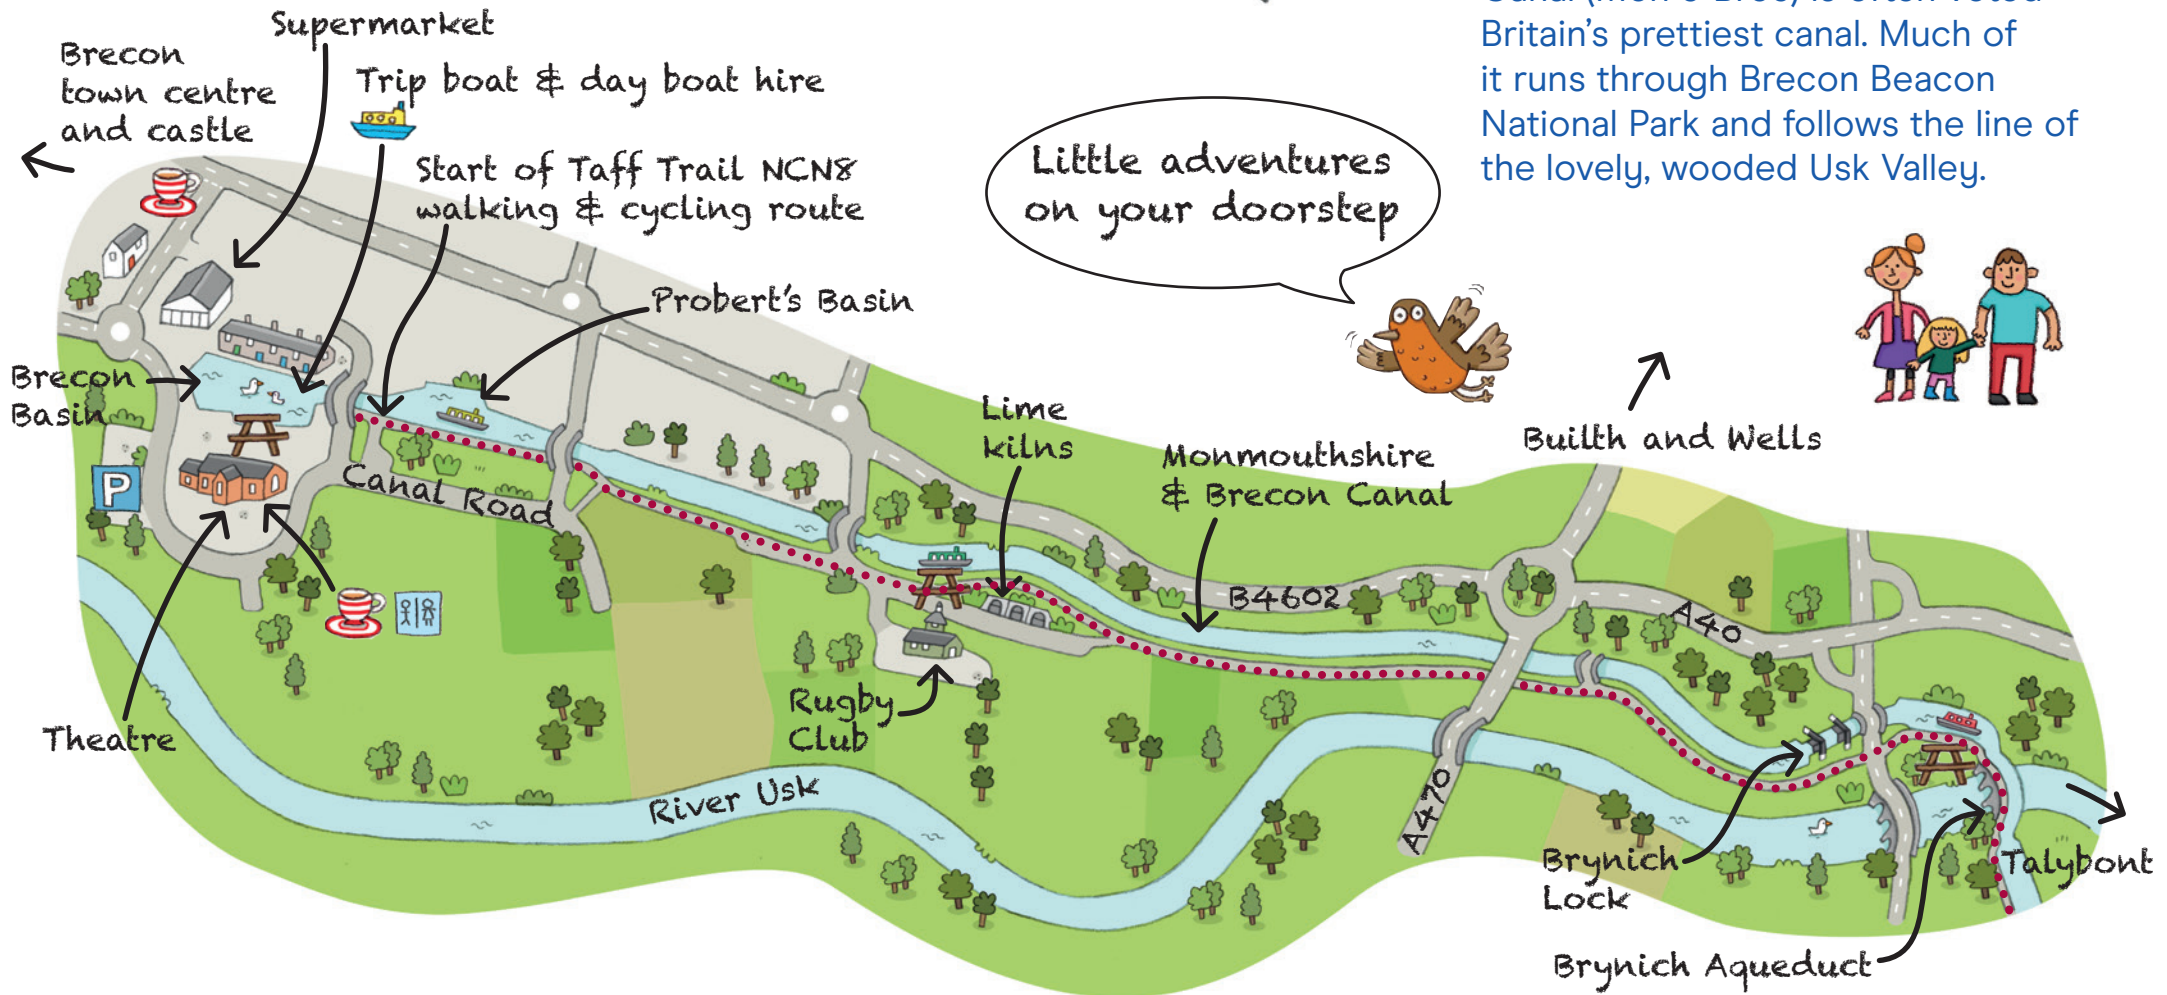 Britain's prettiest canal. Much of
it runs through Brecon Beacon
National Park and follows the line of
the lovely, wooded Usk Valley.
Supermarket
Brecon
town centre
and castle
Trip boat & day boat hire
Start of Taff Trail NCN8
walking & cycling route
Little adventures
on your doorstep
Probert's Basin
Brecon
Basin
P
Canal Road
Lime
kilns
Monmouthshire
& Brecon Canal
Builth and Wells
B4602
A40
Theatre
Rugby
Club
River Usk
A470
Brynich
Lock
Talybont
Brynich Aqueduct